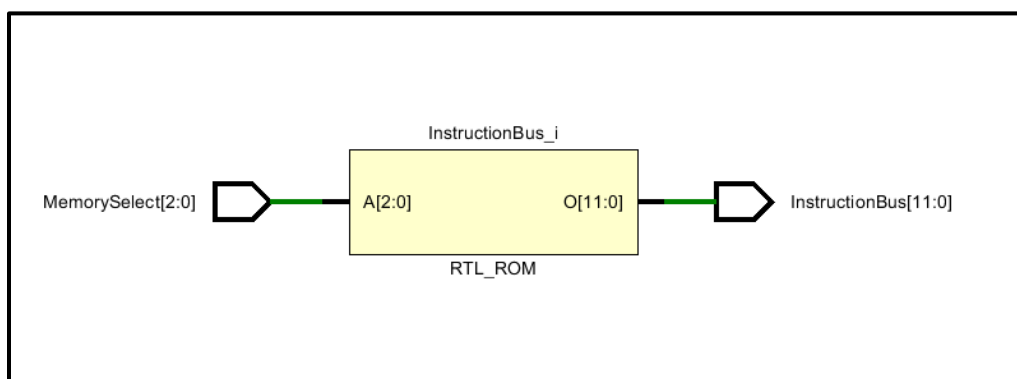 InstructionBus_i
MemorySelect[2:0]
A[2:0]
O[11:0]
InstructionBus[11:0]
RTL_ROM